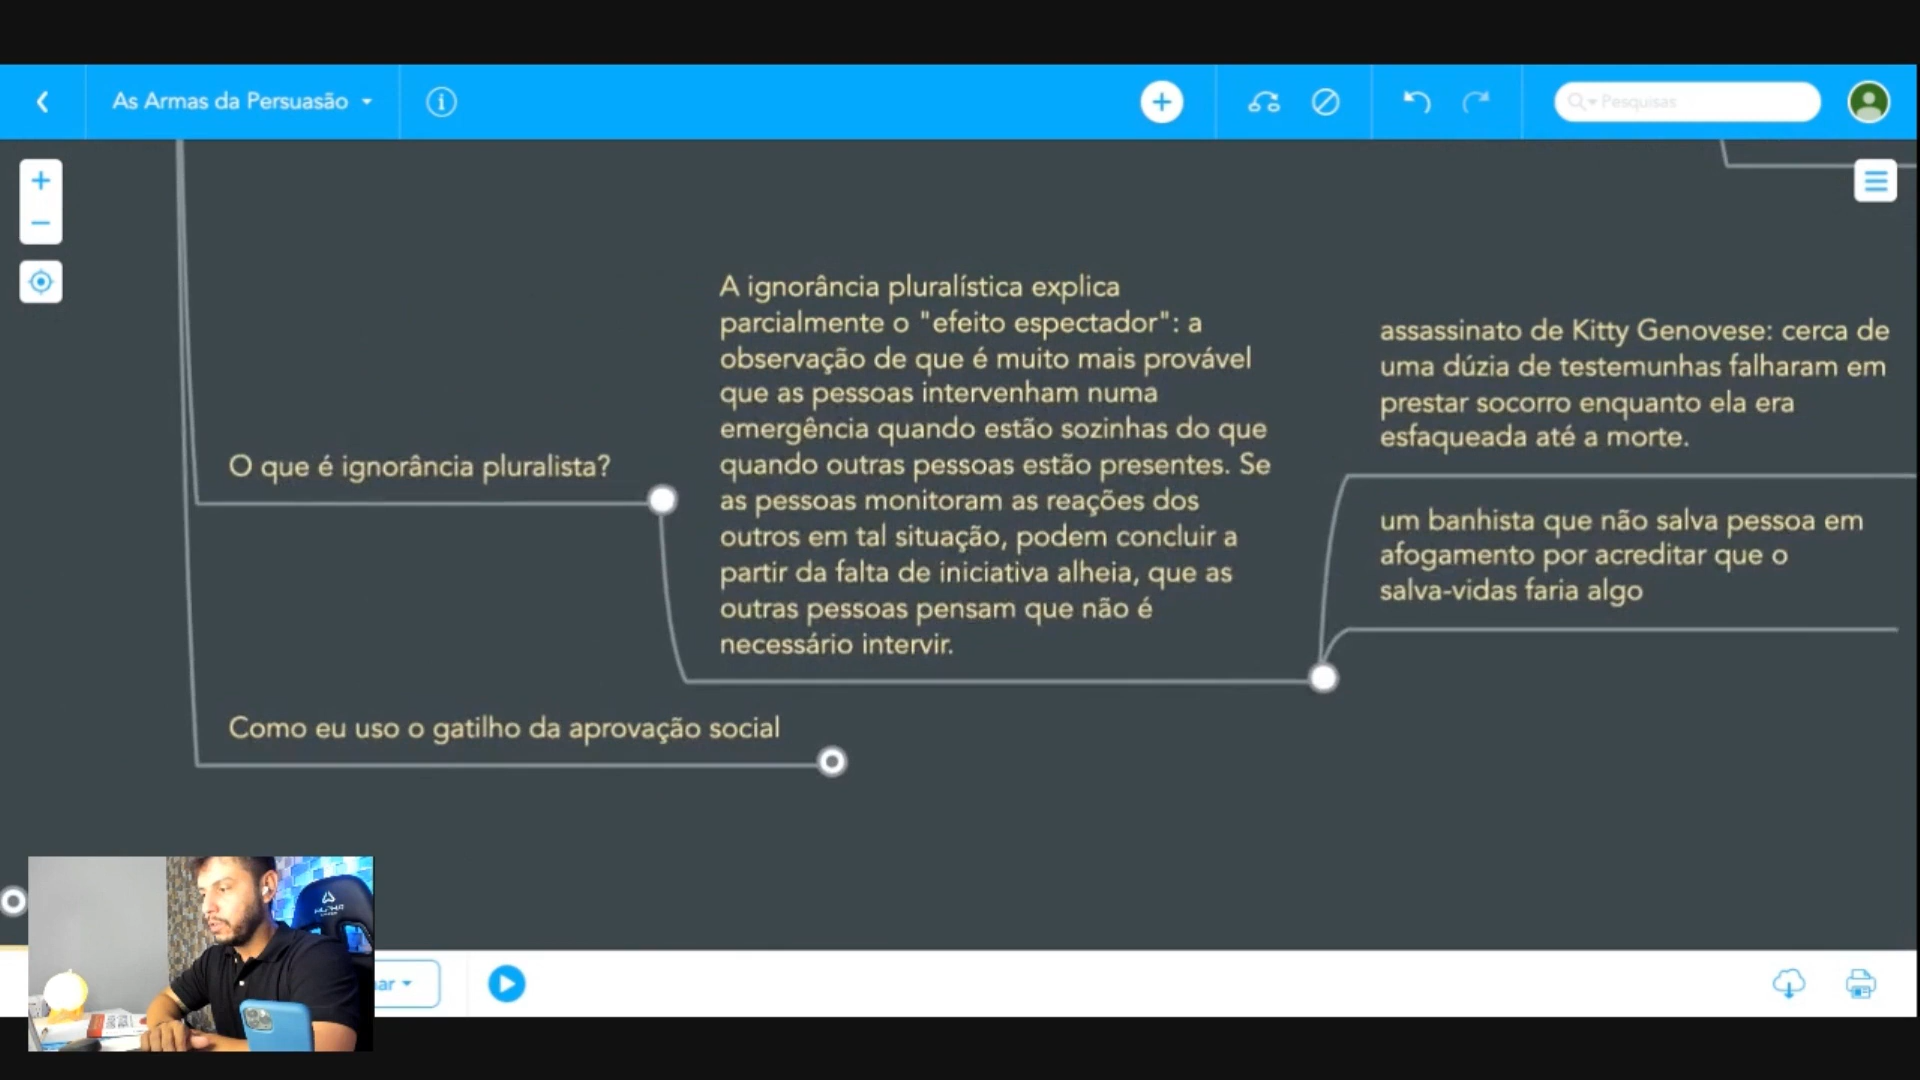 As Armas da Persuasão
Pesquisas
A ignorância pluralística explica
parcialmente o "efeito espectador": a
observação de que é muito mais provável
que as pessoas intervenham numa
emergência quando estão sozinhas do que
quando outras pessoas estão presentes. Se
as pessoas monitoram as reações dos
outros em tal situação, podem concluir a
partir da falta de iniciativa alheia, que as
outras pessoas pensam que não é
necessário intervir.
assassinato de Kitty Genovese: cerca de
uma dúzia de testemunhas falharam em
prestar socorro enquanto ela era
esfaqueada até a morte.
O que é ignorância pluralista?
um banhista que não salva pessoa em
afogamento por acreditar que o
salva-vidas faria algo
Como eu uso o gatilho da aprovação social
ar